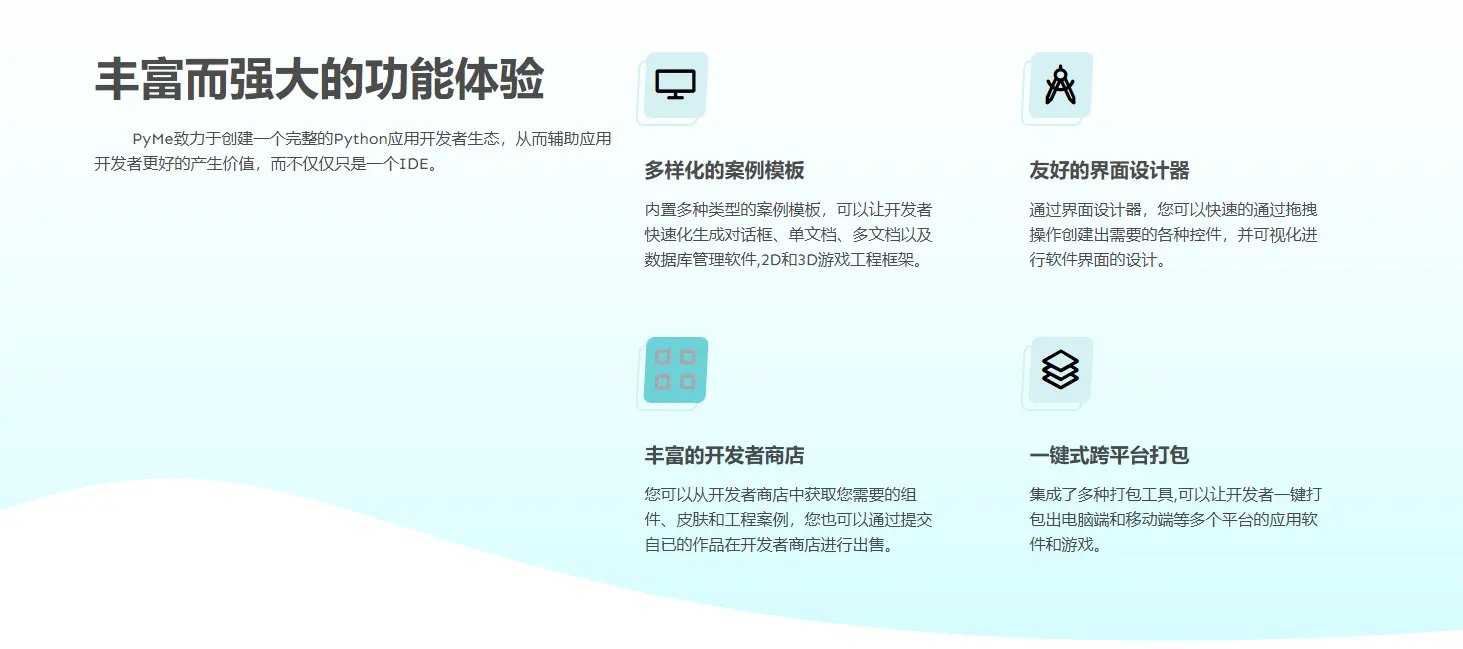 丰富而强大的功能体验
PyMe致力于创建一个完整的Python应用开发者生态，从而辅助应用
开发者更好的产生价值，而不仅仅只是一个IDE。
多样化的案例模板
内置多种类型的案例模板，可以让开发者
快速化生成对话框、单文档、多文档以及
数据库管理软件,2D和3D游戏工程框架。
友好的界面设计器
通过界面设计器，您可以快速的通过拖拽
操作创建出需要的各种控件，并可视化进
行软件界面的设计。
丰富的开发者商店
您可以从开发者商店中获取您需要的组
件、皮肤和工程案例，您也可以通过提交
自已的作品在开发者商店进行出售。
一键式跨平台打包
集成了多种打包工具,可以让开发者一键打
包出电脑端和移动端等多个平台的应用软
件和游戏。